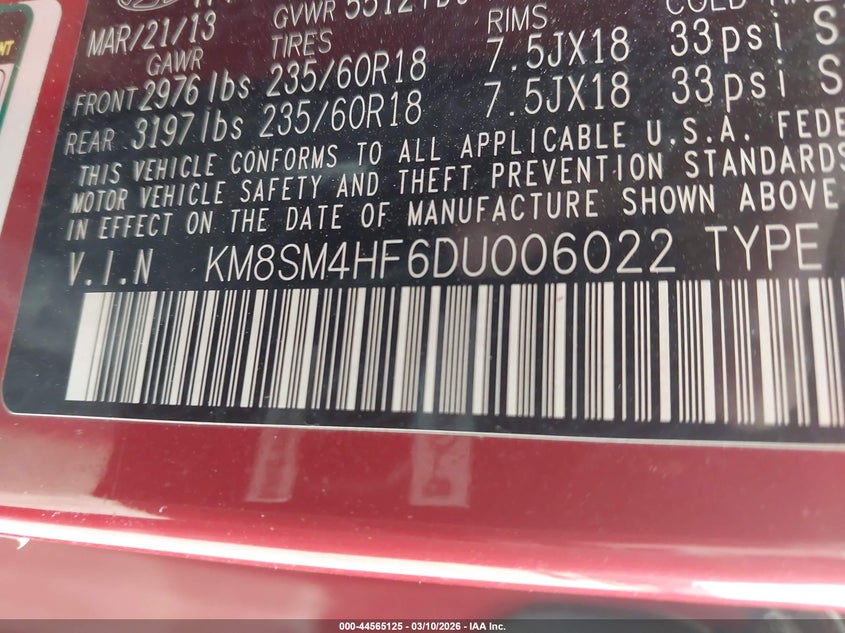 MAR/21/13 GVWR
GAWR TIRES RIMS
FRONT 2976 lbs 235/60R18 7.5JX18 33psi
REAR 3197 lbs 235/60R18 7.5JX18 33psi
THIS VEHICLE CONFORMS TO ALL APPLICABLE U.S.A. FEDE
MOTOR VEHICLE SAFETY AND THEFT PREVENTION STANDARDS
IN EFFECT ON THE DATE OF MANUFACTURE SHOWN ABOVE
V.I.N KM8SM4HF6DU006022 TYPE
000-44565125 - 03/10/2026 - IAA Inc.